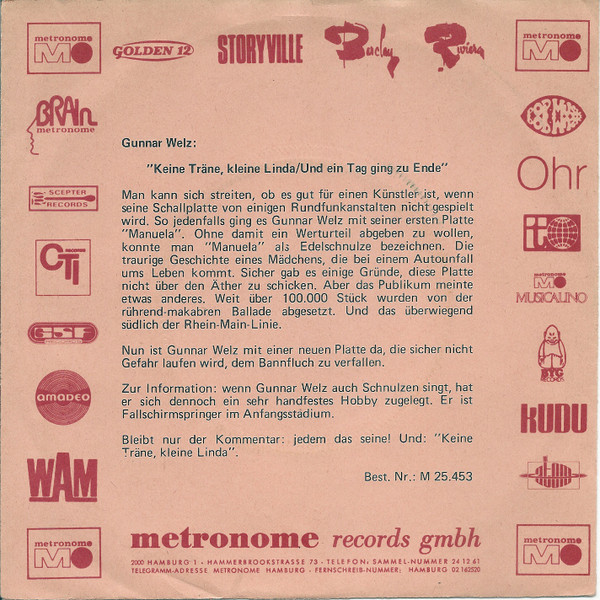 metronome
GOLDEN 12
STORYVILLE
Barclay
Riviera
metronome
BRAIN
metronome
SCEPTER
RECORDS
CTI
GSF
AMADEO
WAM
metronome
Gunnar Welz:
"Keine Träne, kleine Linda/Und ein Tag ging zu Ende"
Man kann sich streiten, ob es gut für einen Künstler ist, wenn
seine Schallplatte von einigen Rundfunkanstalten nicht gespielt
wird. So jedenfalls ging es Gunnar Welz mit seiner ersten Platte
"Manuela". Ohne damit ein Werturteil abgeben zu wollen,
konnte man "Manuela" als Edelschnulze bezeichnen. Die
traurige Geschichte eines Mädchens, die bei einem Autounfall
ums Leben kommt. Sicher gab es einige Gründe, diese Platte
nicht über den Äther zu schicken. Aber das Publikum meinte
etwas anderes. Weit über 100.000 Stück wurden von der
rührend-makabren Ballade abgesetzt. Und das überwiegend
südlich der Rhein-Main-Linie.
Nun ist Gunnar Welz mit einer neuen Platte da, die sicher nicht
Gefahr laufen wird, dem Bannfluch zu verfallen.
Zur Information: wenn Gunnar Welz auch Schnulzen singt, hat
er sich dennoch ein sehr handfestes Hobby zugelegt. Er ist
Fallschirmspringer im Anfangsstadium.
Bleibt nur der Kommentar: jedem das seine! Und: "Keine
Träne, kleine Linda".
Best. Nr.: M 25.453
Ohr
metronome
MUSICALINO
BTG
RECORDS
KUDU
metronome
metronome records gmbh
2000 HAMBURG 1 - HAMMERBROOKSTRASSE 73 - TELEFON: SAMMEL-NUMMER 24 12 61
TELEGRAMM-ADRESSE METRONOME HAMBURG - FERNSCHREIB-NUMMER: HAMBURG 02 162520